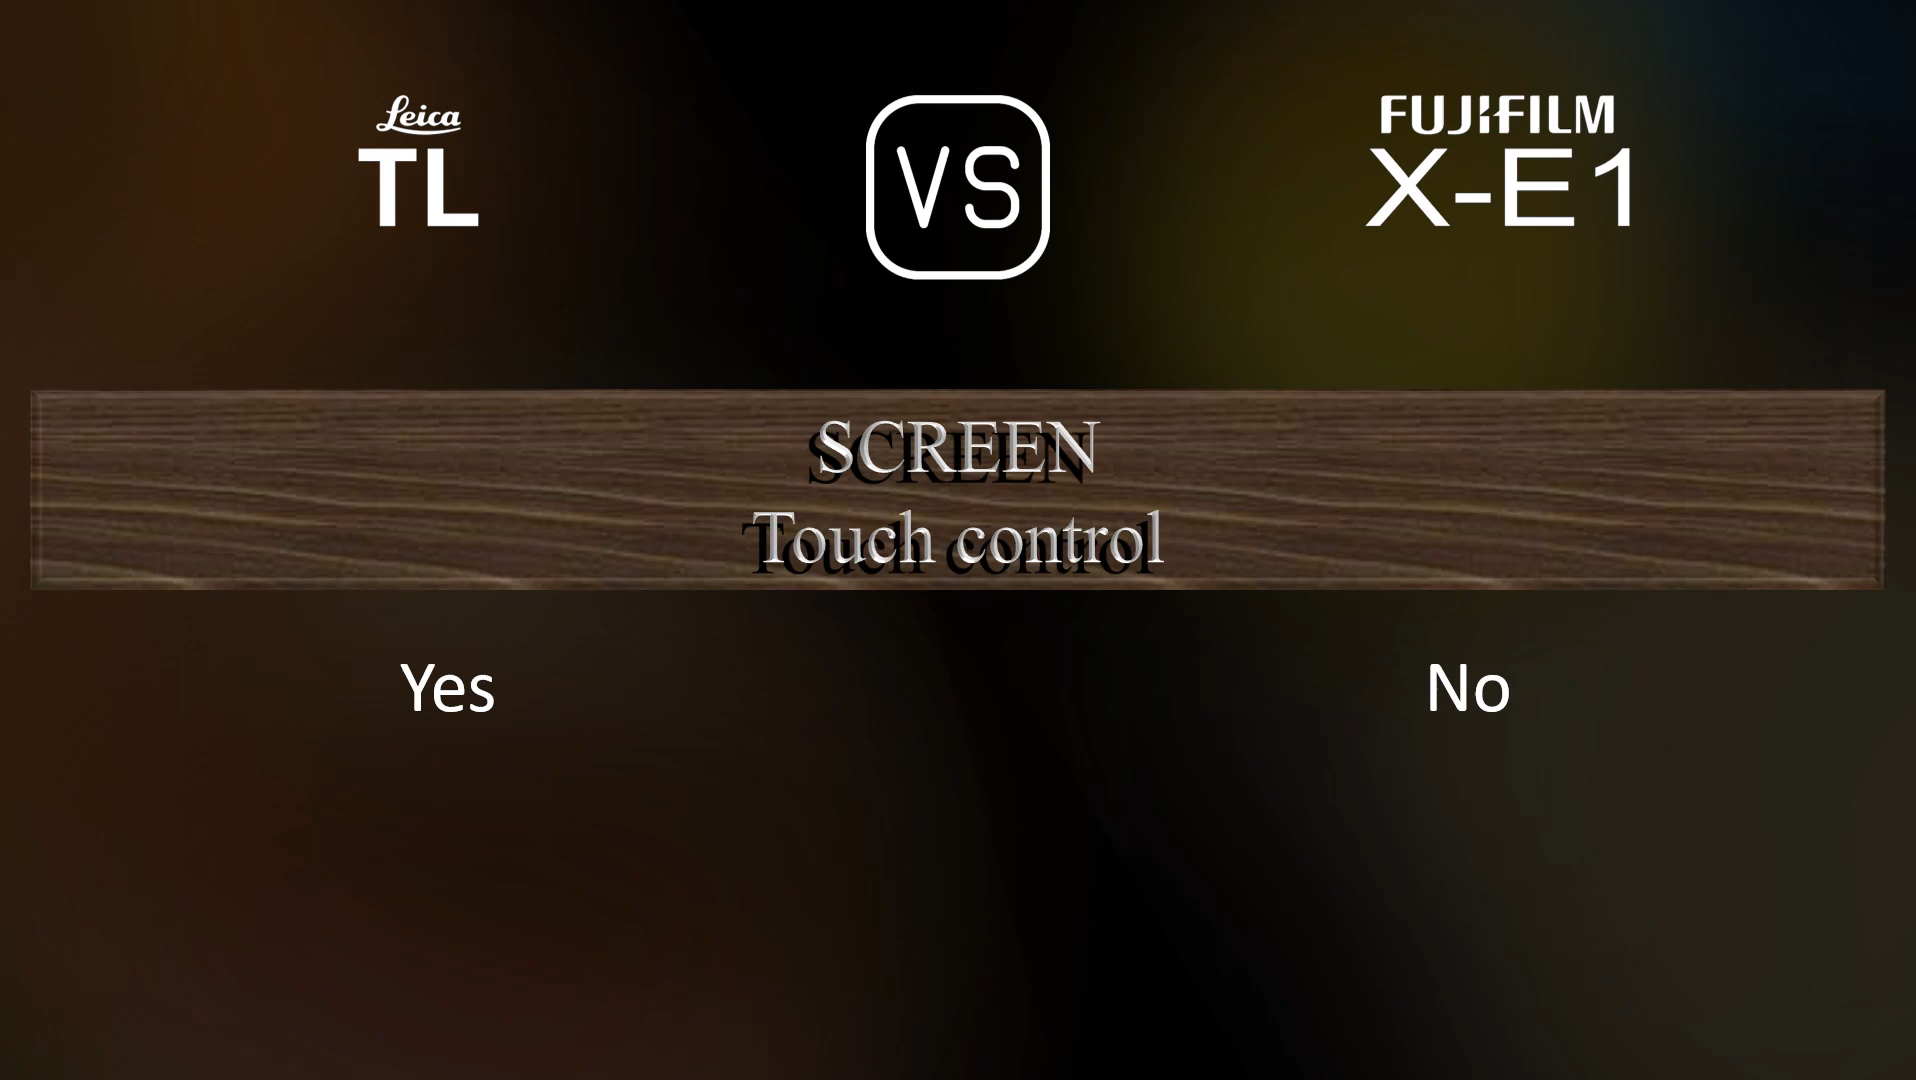 Leica
TL
VS
FUJIFILM
X-E1
SCREEN
Touch control
Yes
No